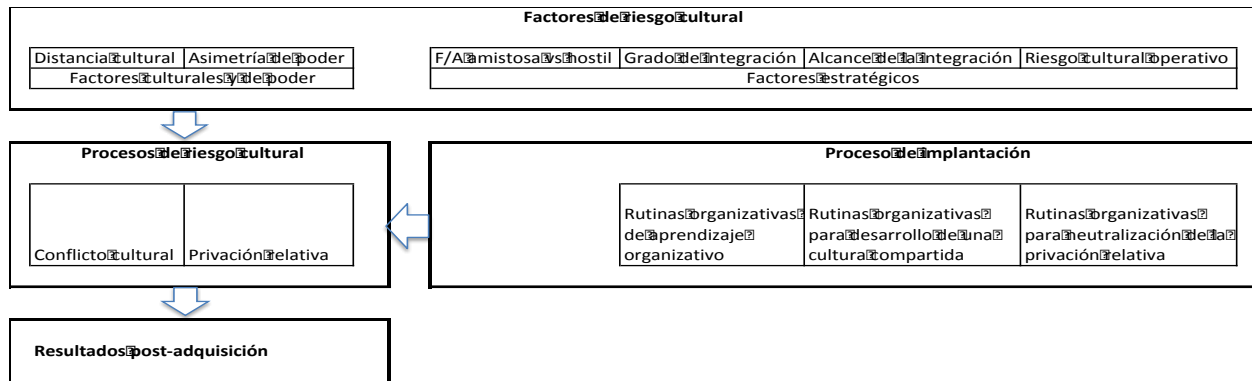 Factores de riesgo cultural
Distancia cultural Asimetría de poder
Factores culturales y de poder
F/A amistosa vs hostil Grado de integración Alcance de la integración Riesgo cultural operativo
Factores estratégicos
Procesos de riesgo cultural
Conflicto cultural Privación relativa
Proceso de implantación
Rutinas organizativas
de aprendizaje
organizativo
Rutinas organizativas
para desarrollo de una
cultura compartida
Rutinas organizativas
para neutralización de la
privación relativa
Resultados post-adquisición